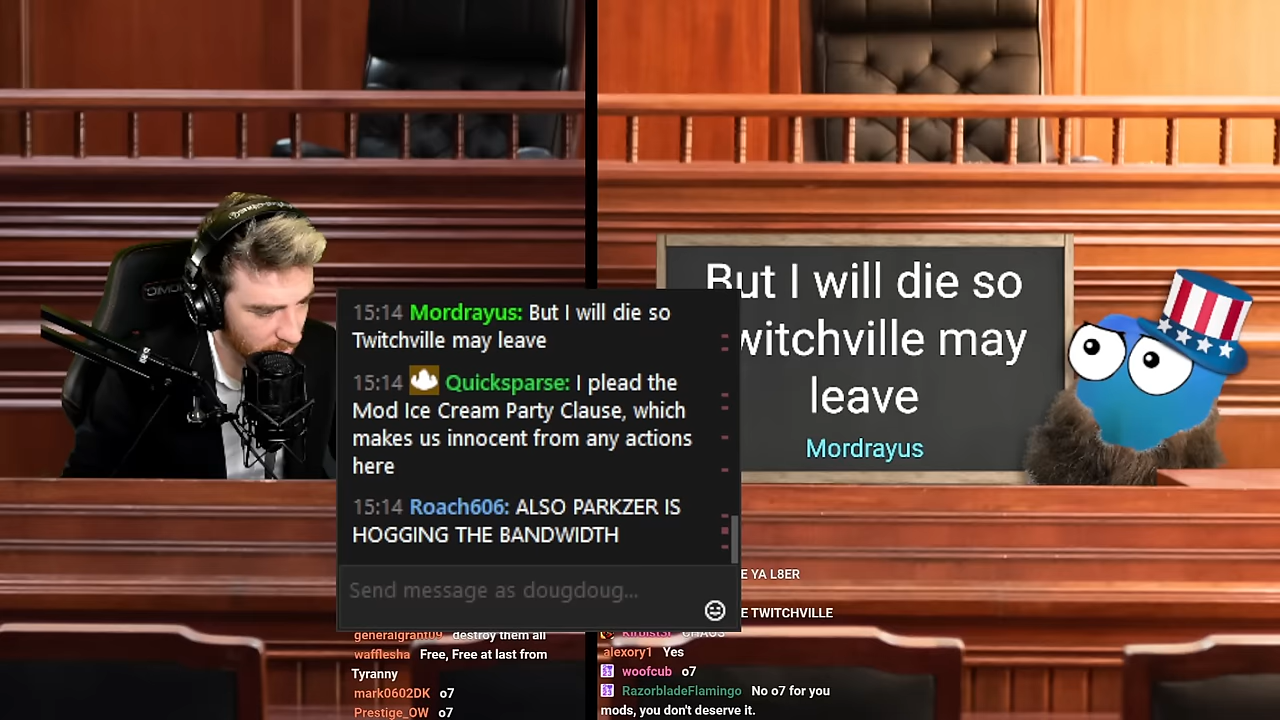 But I will die so
witchville may
leave
Mordrayus
15:14 Mordrayus: But I will die so
Twitchville may leave
15:14 Quicksparse: I plead the
Mod Ice Cream Party Clause, which
makes us innocent from any actions
here
15:14 Roach606: ALSO PARKZER IS
HOGGING THE BANDWIDTH
Send message as dougdoug...
generalgrant09 destroy them all
wafflesha Free, Free at last from
Tyranny
mark0602DK o7
Prestige_OW o7
E YA L8ER
E TWITCHVILLE
CHAOS
alexory1 Yes
woofcub o7
RazorbladeFlamingo No o7 for you
mods, you don't deserve it.